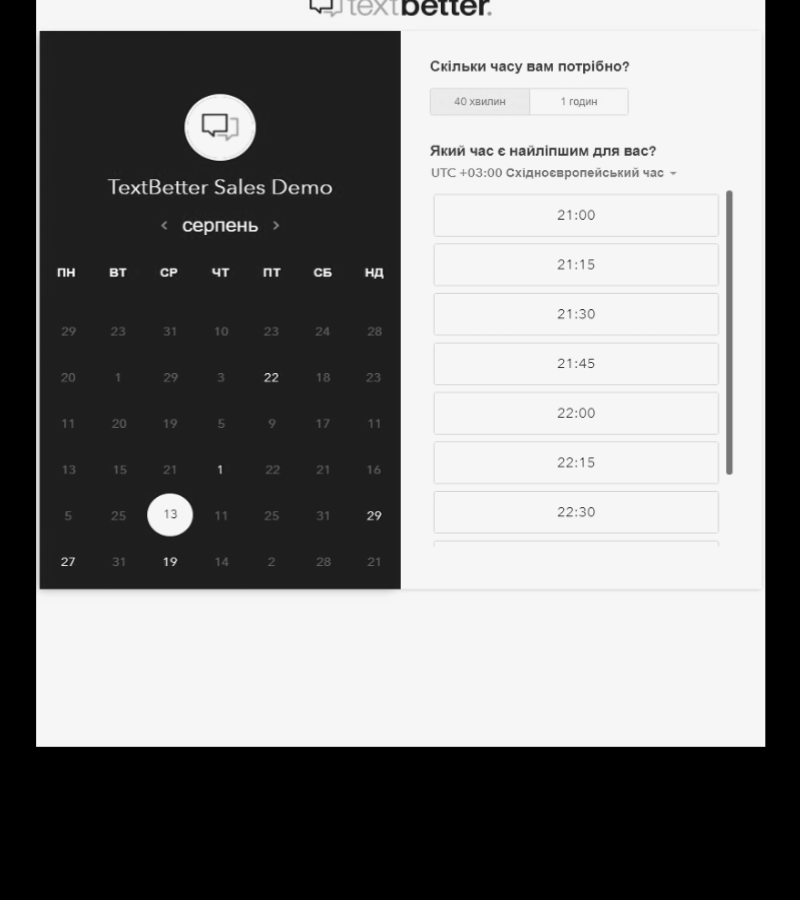 textbetter.
TextBetter Sales Demo
< серпень >
ПН ВТ СР ЧТ ПТ СБ НД
29 23 31 10 23 24 28
20 1 29 3 22 18 23
11 20 19 5 9 17 11
13 15 21 1 22 21 16
5 25 13 11 25 31 29
27 31 19 14 2 28 21
Скільки часу вам потрібно?
40 хвилин 1 годин
Який час є найліпшим для вас?
UTC +03:00 Східноєвропейський час
21:00
21:15
21:30
21:45
22:00
22:15
22:30